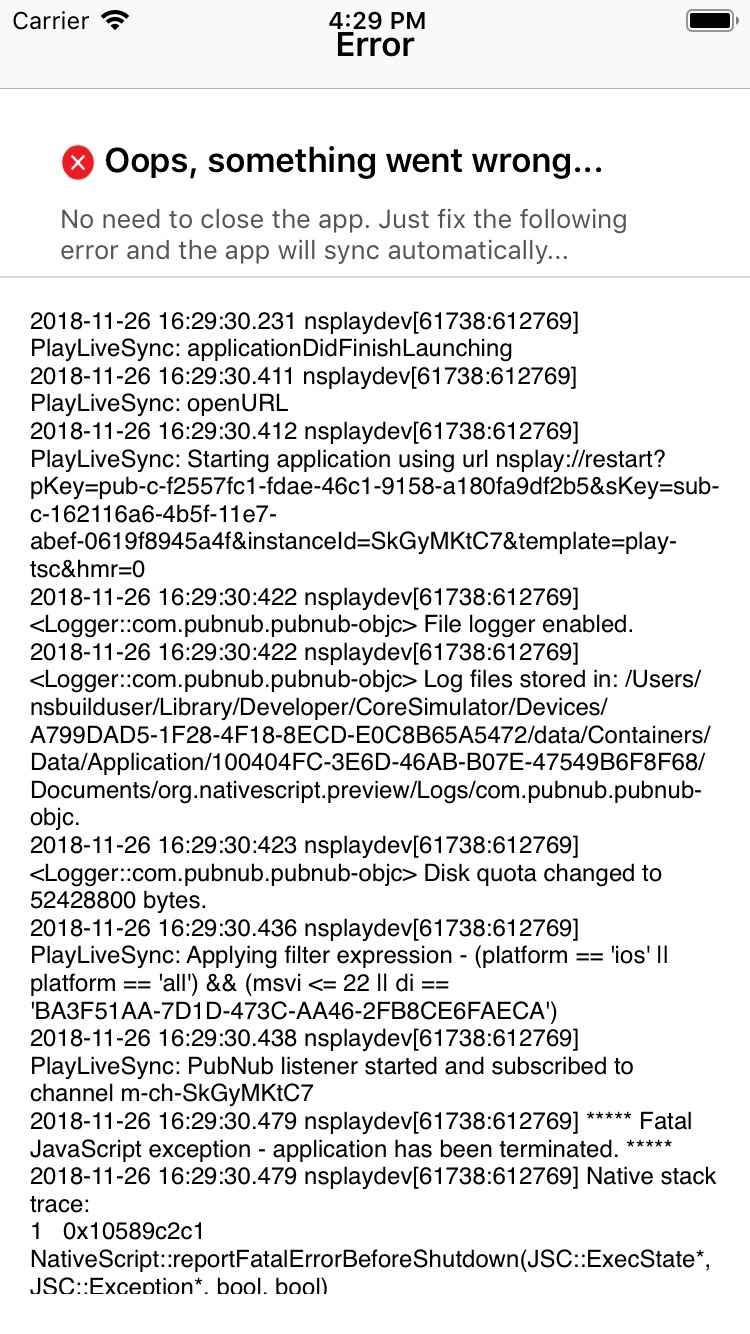 Carrier 4:29 PM
Error
Oops, something went wrong...
No need to close the app. Just fix the following
error and the app will sync automatically...
2018-11-26 16:29:30.231 nsplaydev[61738:612769]
PlayLiveSync: applicationDidFinishLaunching
2018-11-26 16:29:30.411 nsplaydev[61738:612769]
PlayLiveSync: openURL
2018-11-26 16:29:30.412 nsplaydev[61738:612769]
PlayLiveSync: Starting application using url nsplay://restart?
pKey=pub-c-f2557fc1-fdae-46c1-9158-a180fa9df2b5&sKey=sub-
c-162116a6-4b5f-11e7-
abef-0619f8945a4f&instanceId=SkGyMKtC7&template=play-
tsc&hmr=0
2018-11-26 16:29:30:422 nsplaydev[61738:612769]
<Logger::com.pubnub.pubnub-objc> File logger enabled.
2018-11-26 16:29:30:422 nsplaydev[61738:612769]
<Logger::com.pubnub.pubnub-objc> Log files stored in: /Users/
nsbuilduser/Library/Developer/CoreSimulator/Devices/
A799DAD5-1F28-4F18-8ECD-E0C8B65A5472/data/Containers/
Data/Application/100404FC-3E6D-46AB-B07E-47549B6F8F68/
Documents/org.nativescript.preview/Logs/com.pubnub.pubnub-
objc.
2018-11-26 16:29:30:423 nsplaydev[61738:612769]
<Logger::com.pubnub.pubnub-objc> Disk quota changed to
52428800 bytes.
2018-11-26 16:29:30.436 nsplaydev[61738:612769]
PlayLiveSync: Applying filter expression - (platform == 'ios' ||
platform == 'all') && (msvi <= 22 || di ==
'BA3F51AA-7D1D-473C-AA46-2FB8CE6FAECA')
2018-11-26 16:29:30.438 nsplaydev[61738:612769]
PlayLiveSync: PubNub listener started and subscribed to
channel m-ch-SkGyMKtC7
2018-11-26 16:29:30.479 nsplaydev[61738:612769] ***** Fatal
JavaScript exception - application has been terminated. *****
2018-11-26 16:29:30.479 nsplaydev[61738:612769] Native stack
trace:
1 0x10589c2c1
NativeScript::reportFatalErrorBeforeShutdown(JSC::ExecState*,
JSC::Exception*, bool, bool)